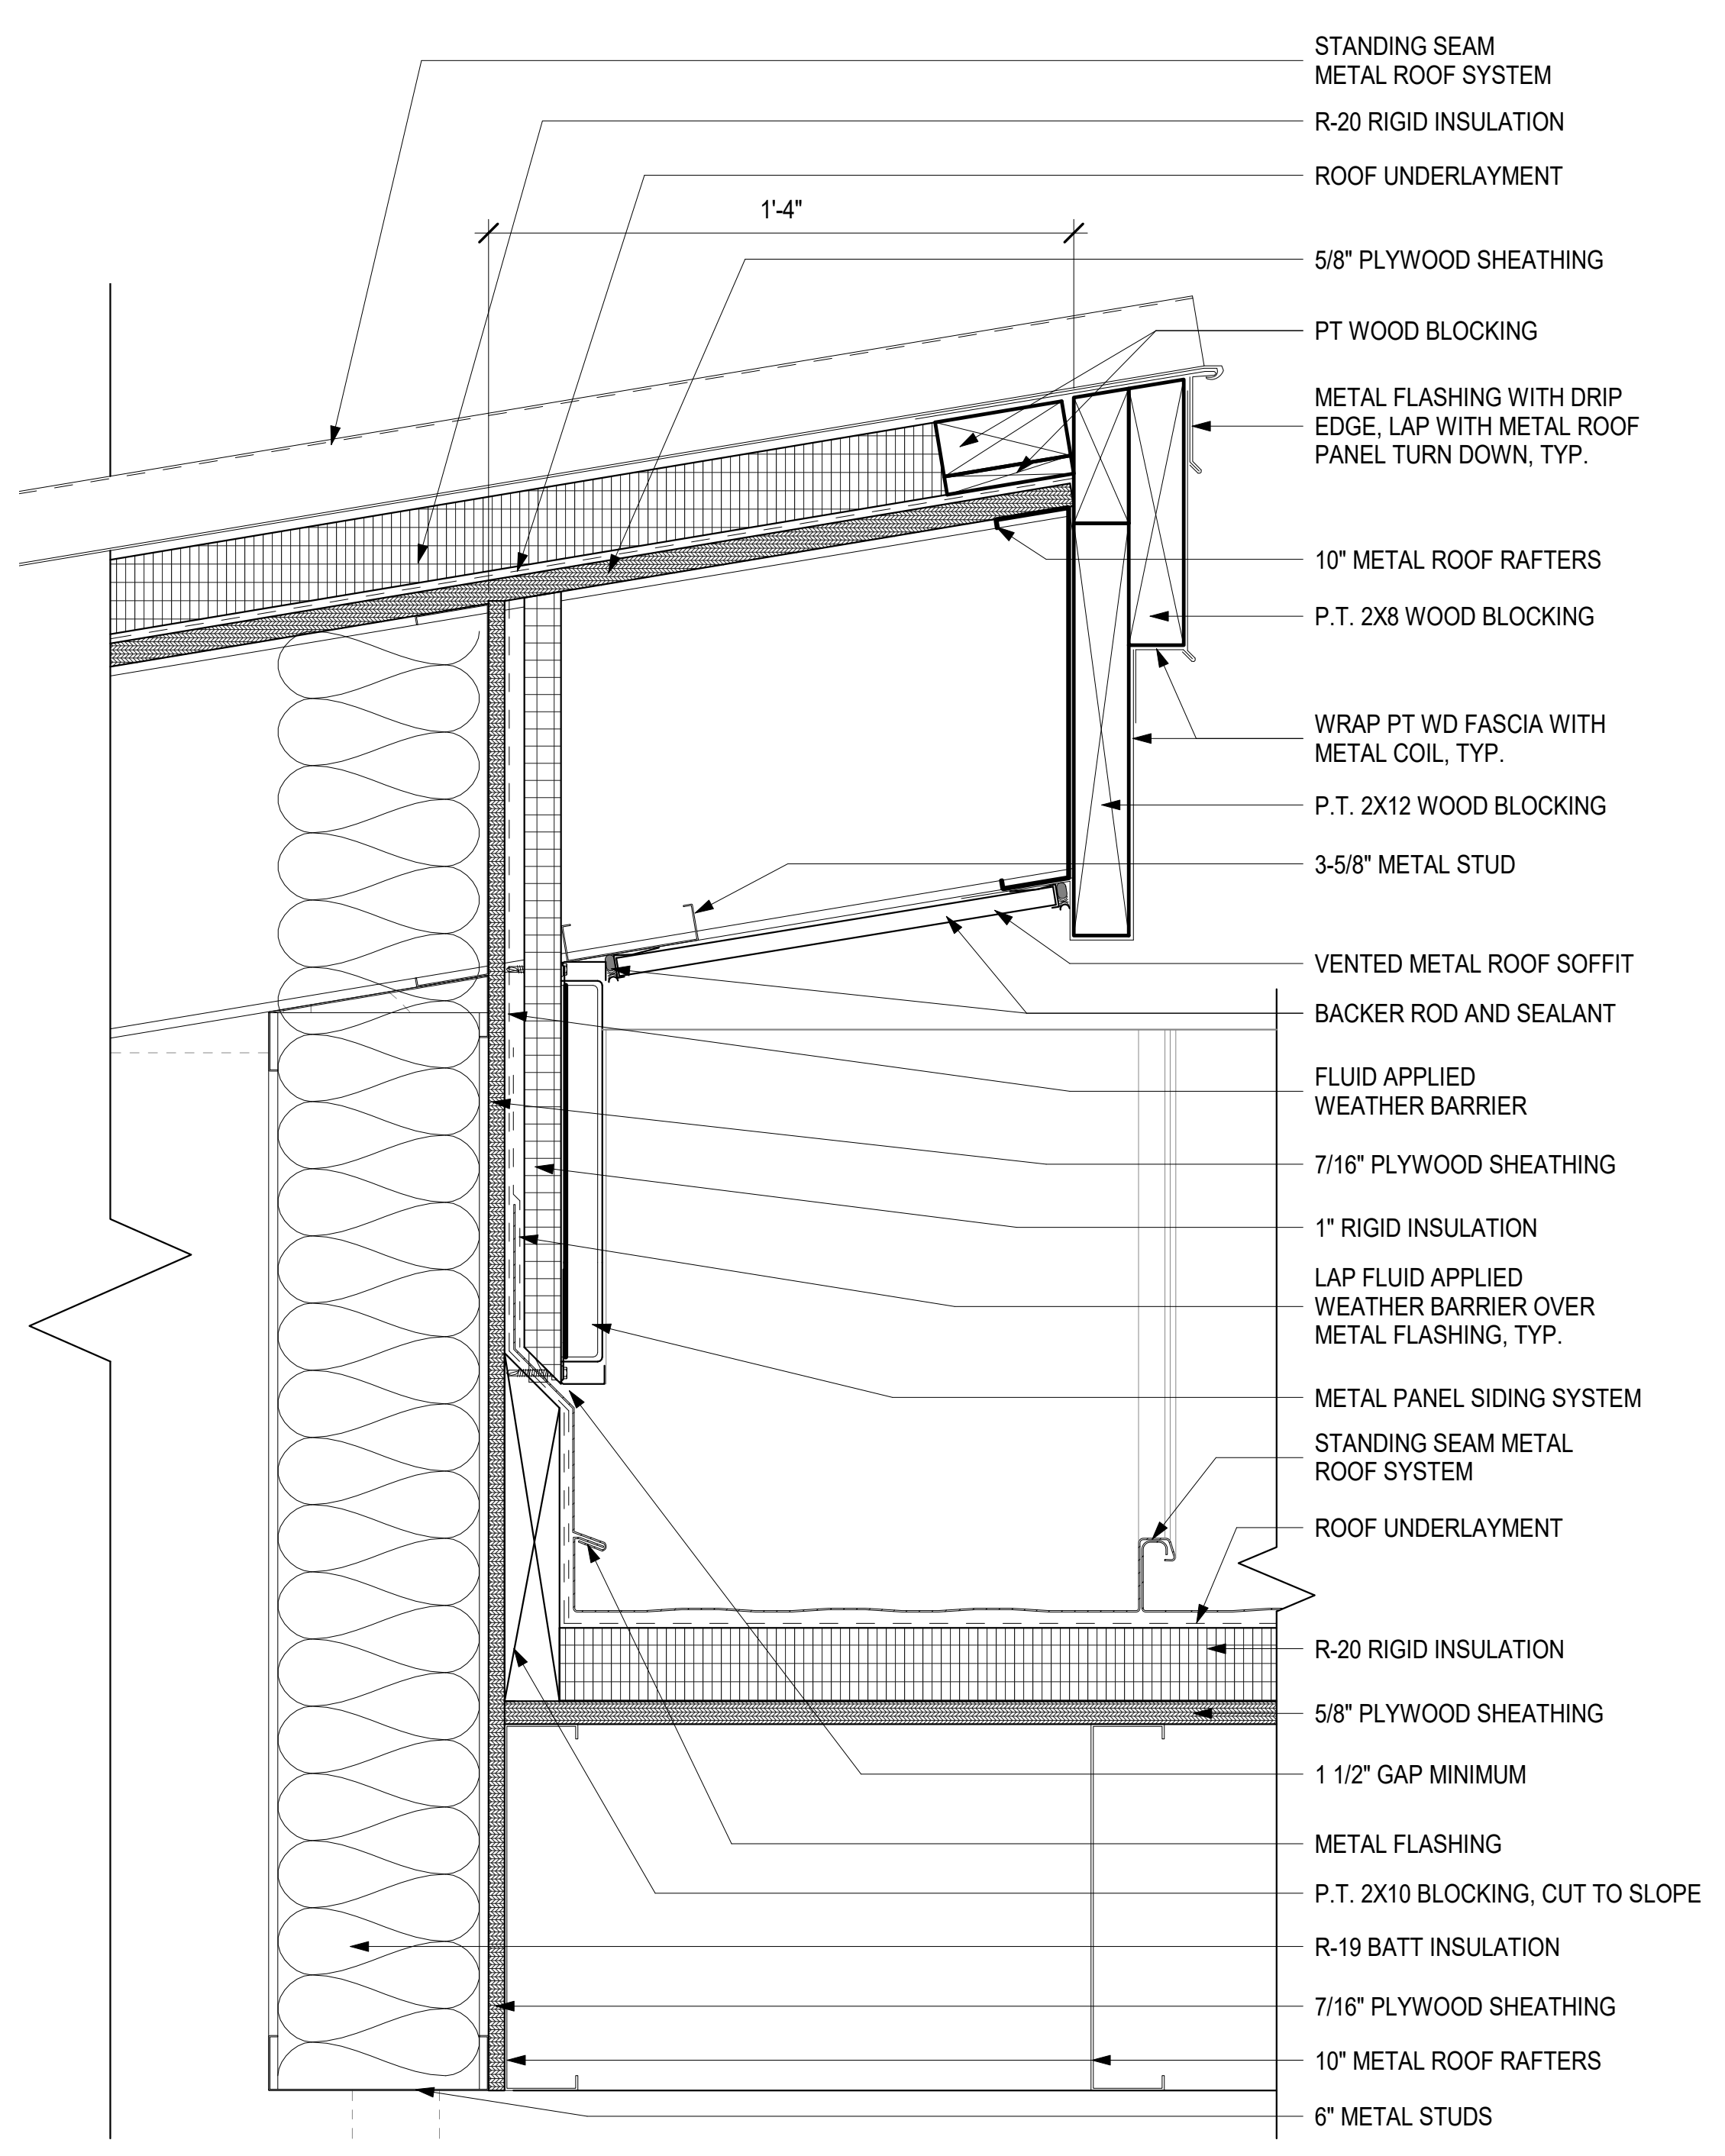 STANDING SEAM
METAL ROOF SYSTEM
R-20 RIGID INSULATION
ROOF UNDERLAYMENT
1'-4"
5/8" PLYWOOD SHEATHING
PT WOOD BLOCKING
METAL FLASHING WITH DRIP
EDGE, LAP WITH METAL ROOF
PANEL TURN DOWN, TYP.
10" METAL ROOF RAFTERS
P.T. 2X8 WOOD BLOCKING
WRAP PT WD FASCIA WITH
METAL COIL, TYP.
P.T. 2X12 WOOD BLOCKING
3-5/8" METAL STUD
VENTED METAL ROOF SOFFIT
BACKER ROD AND SEALANT
FLUID APPLIED
WEATHER BARRIER
7/16" PLYWOOD SHEATHING
1" RIGID INSULATION
LAP FLUID APPLIED
WEATHER BARRIER OVER
METAL FLASHING, TYP.
METAL PANEL SIDING SYSTEM
STANDING SEAM METAL
ROOF SYSTEM
ROOF UNDERLAYMENT
R-20 RIGID INSULATION
5/8" PLYWOOD SHEATHING
1 1/2" GAP MINIMUM
METAL FLASHING
P.T. 2X10 BLOCKING, CUT TO SLOPE
R-19 BATT INSULATION
7/16" PLYWOOD SHEATHING
10" METAL ROOF RAFTERS
6" METAL STUDS